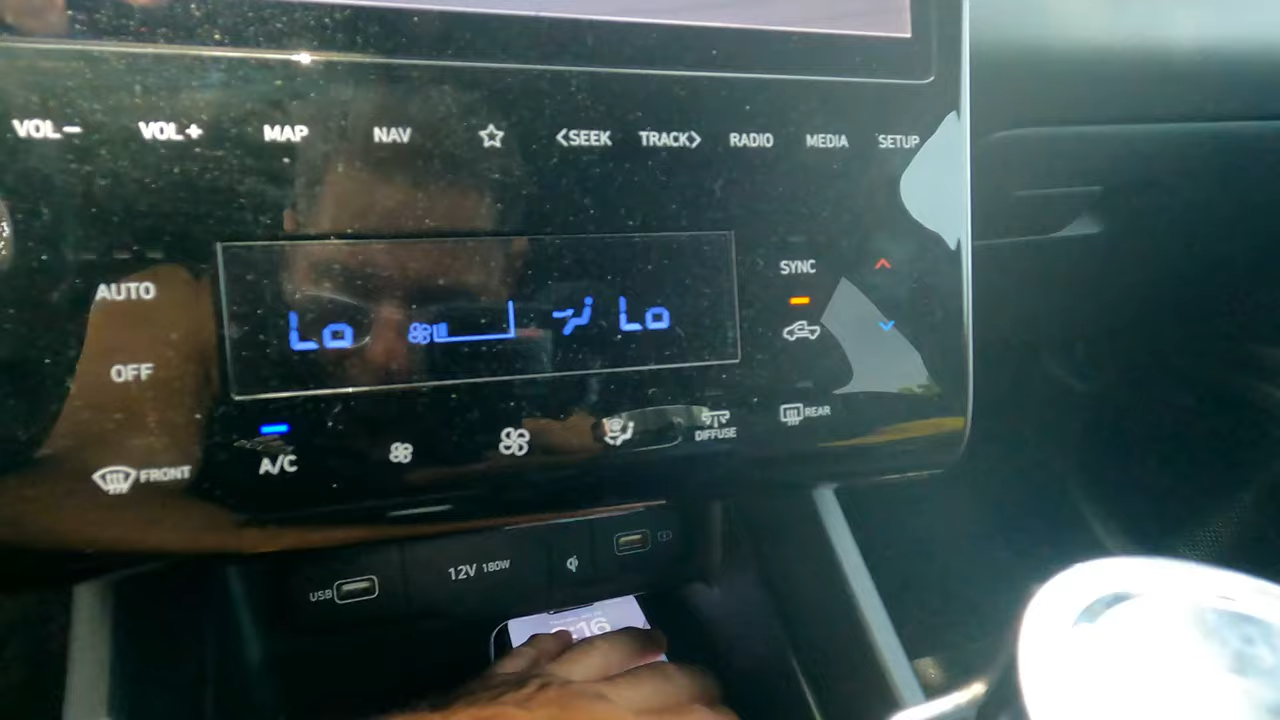 VOL− VOL+ MAP NAV <SEEK TRACK> RADIO MEDIA SETUP
AUTO
SYNC
Lo Lo
OFF
A/C
DIFFUSE
REAR
FRONT
USB
12V 180W
:16